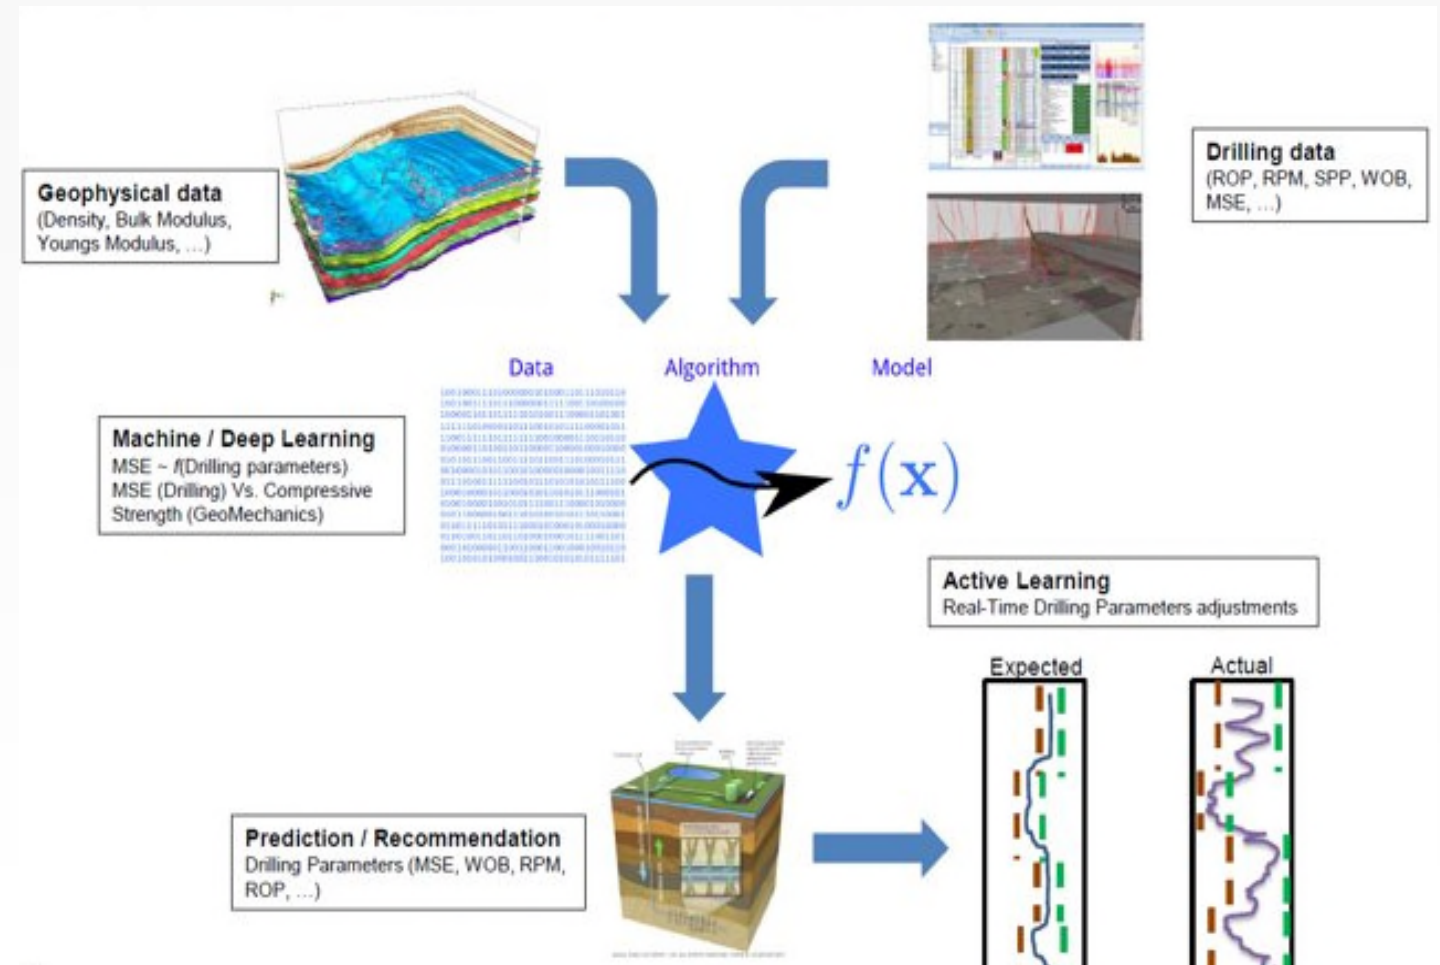 Geophysical data
(Density, Bulk Modulus,
Youngs Modulus, ...)
Drilling data
(ROP, RPM, SPP, WOB,
MSE, ...)
Data
Algorithm
Model
Machine / Deep Learning
MSE ~ f(Drilling parameters)
MSE (Drilling) Vs. Compressive
Strength (GeoMechanics)
f(x)
Active Learning
Real-Time Drilling Parameters adjustments
Expected
Actual
Prediction / Recommendation
Drilling Parameters (MSE, WOB, RPM,
ROP, ...)